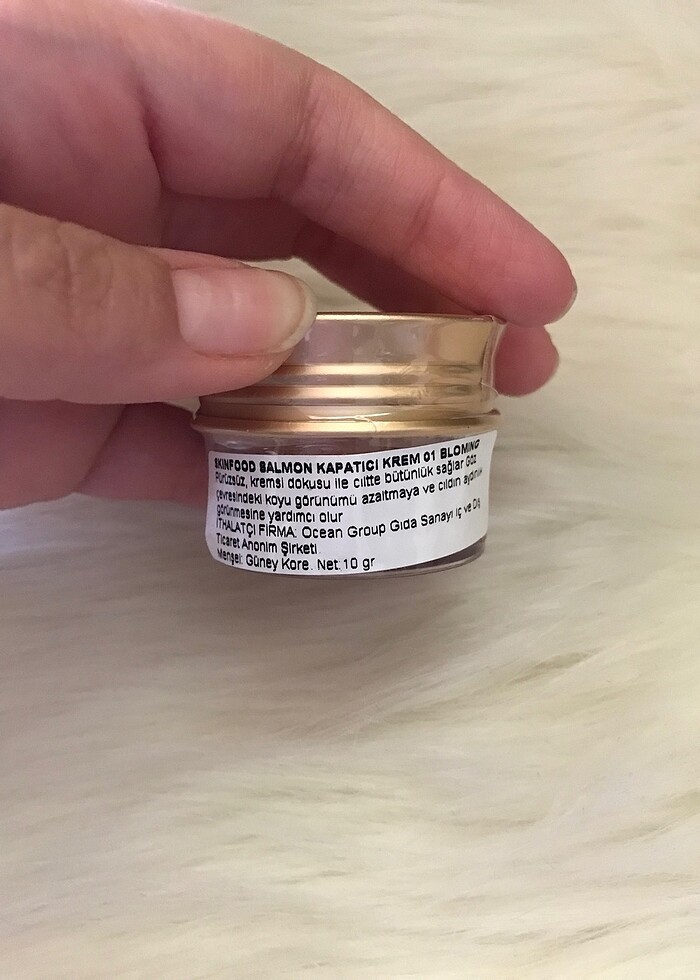 SKINFOOD SALMON KAPATICI KREM 01 BLOMING
Pürüzsüz, kremsi dokusu ile ciltte bütünlük sağlar Göz
çevresindeki koyu görünümü azaltmaya ve cildin aydınlık
görünmesine yardımcı olur
İTHALATÇI FİRMA: Ocean Group Gıda Sanayi iç ve Dış
Ticaret Anonim Şirketi
Menşei: Güney Kore. Net:10 gr